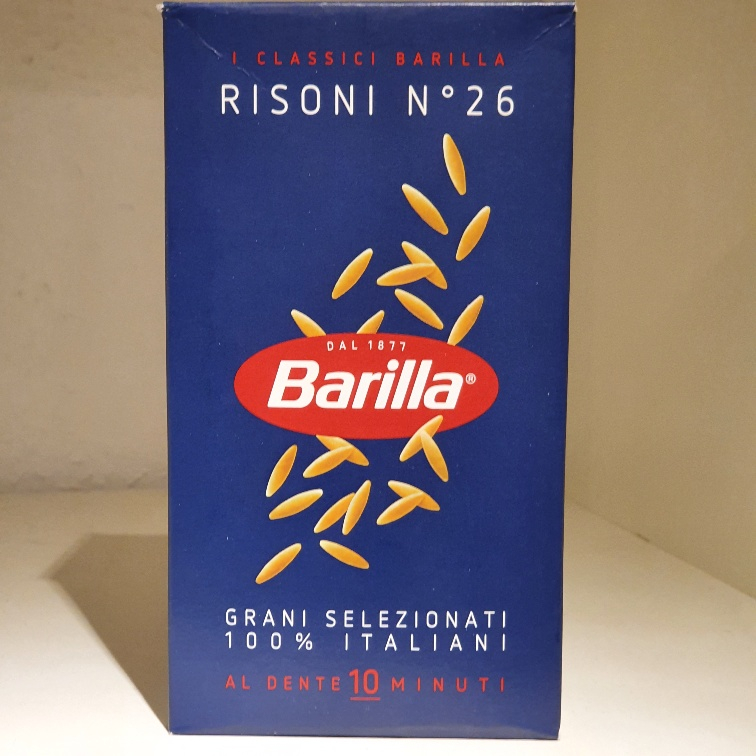 I CLASSICI BARILLA
RISONI N°26
DAL 1877
Barilla®
GRANI SELEZIONATI
100% ITALIANI
AL DENTE 10 MINUTI